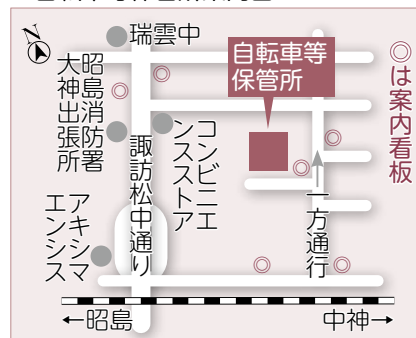 N
瑞雲中
自転車等
保管所
◎は案内看板
昭島消防署
大神出張所
コンビニエ
ンスストア
諏訪松中通り
一方通行
アキシマ
エンシス
←昭島
中神→